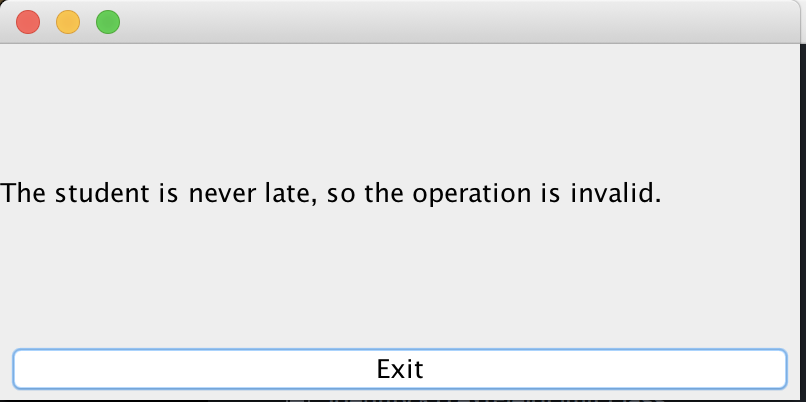 The student is never late, so the operation is invalid.
Exit